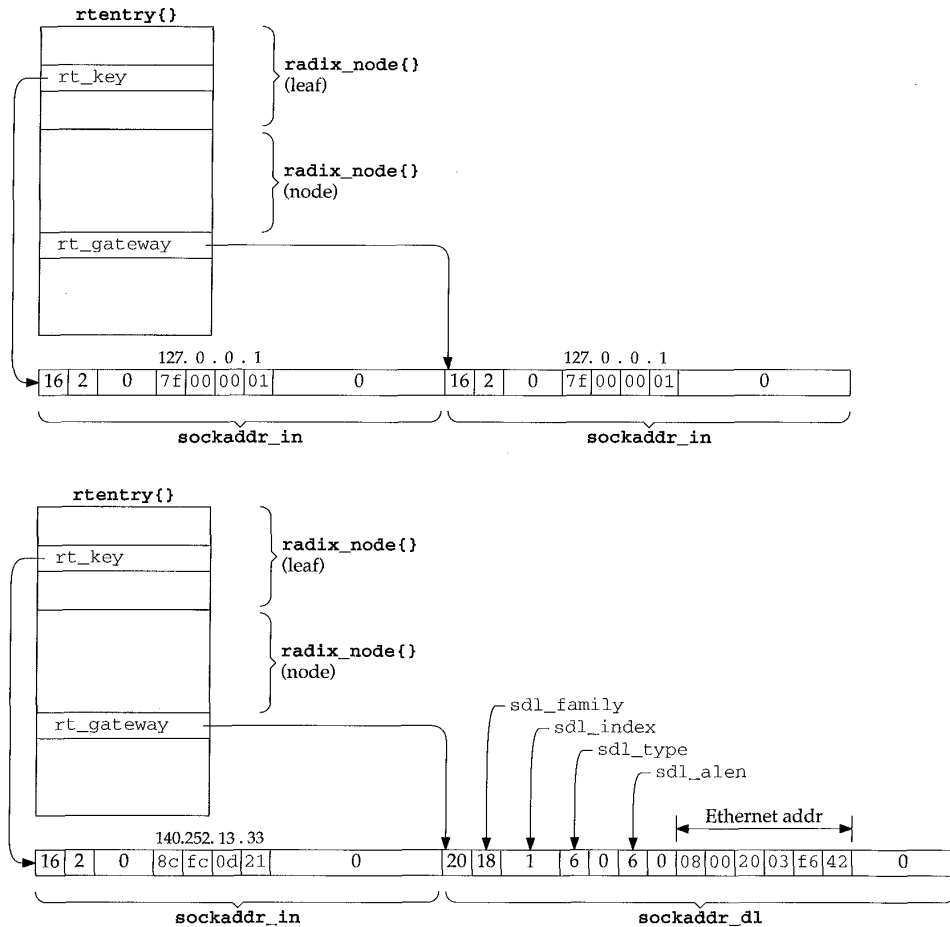 rtentry{}
radix_node{}
rt_key
(leaf)
radix_node{}
(node)
rt_gateway
127. 0 . 0 . 1 127. 0 . 0 . 1
16 2 0 7f 00 00 01 0 16 2 0 7f 00 00 01 0
sockaddr_in sockaddr_in
rtentry{}
radix_node{}
rt_key
(leaf)
radix_node{}
(node)
sdl_family
rt_gateway
sdl_index
sdl_type
sdl_alen
Ethernet addr
140.252.13.33
16 2 0 8c fc 0d 21 0 20 18 1 6 0 6 0 08 00 20 03 f6 42 0
sockaddr_in sockaddr_dl